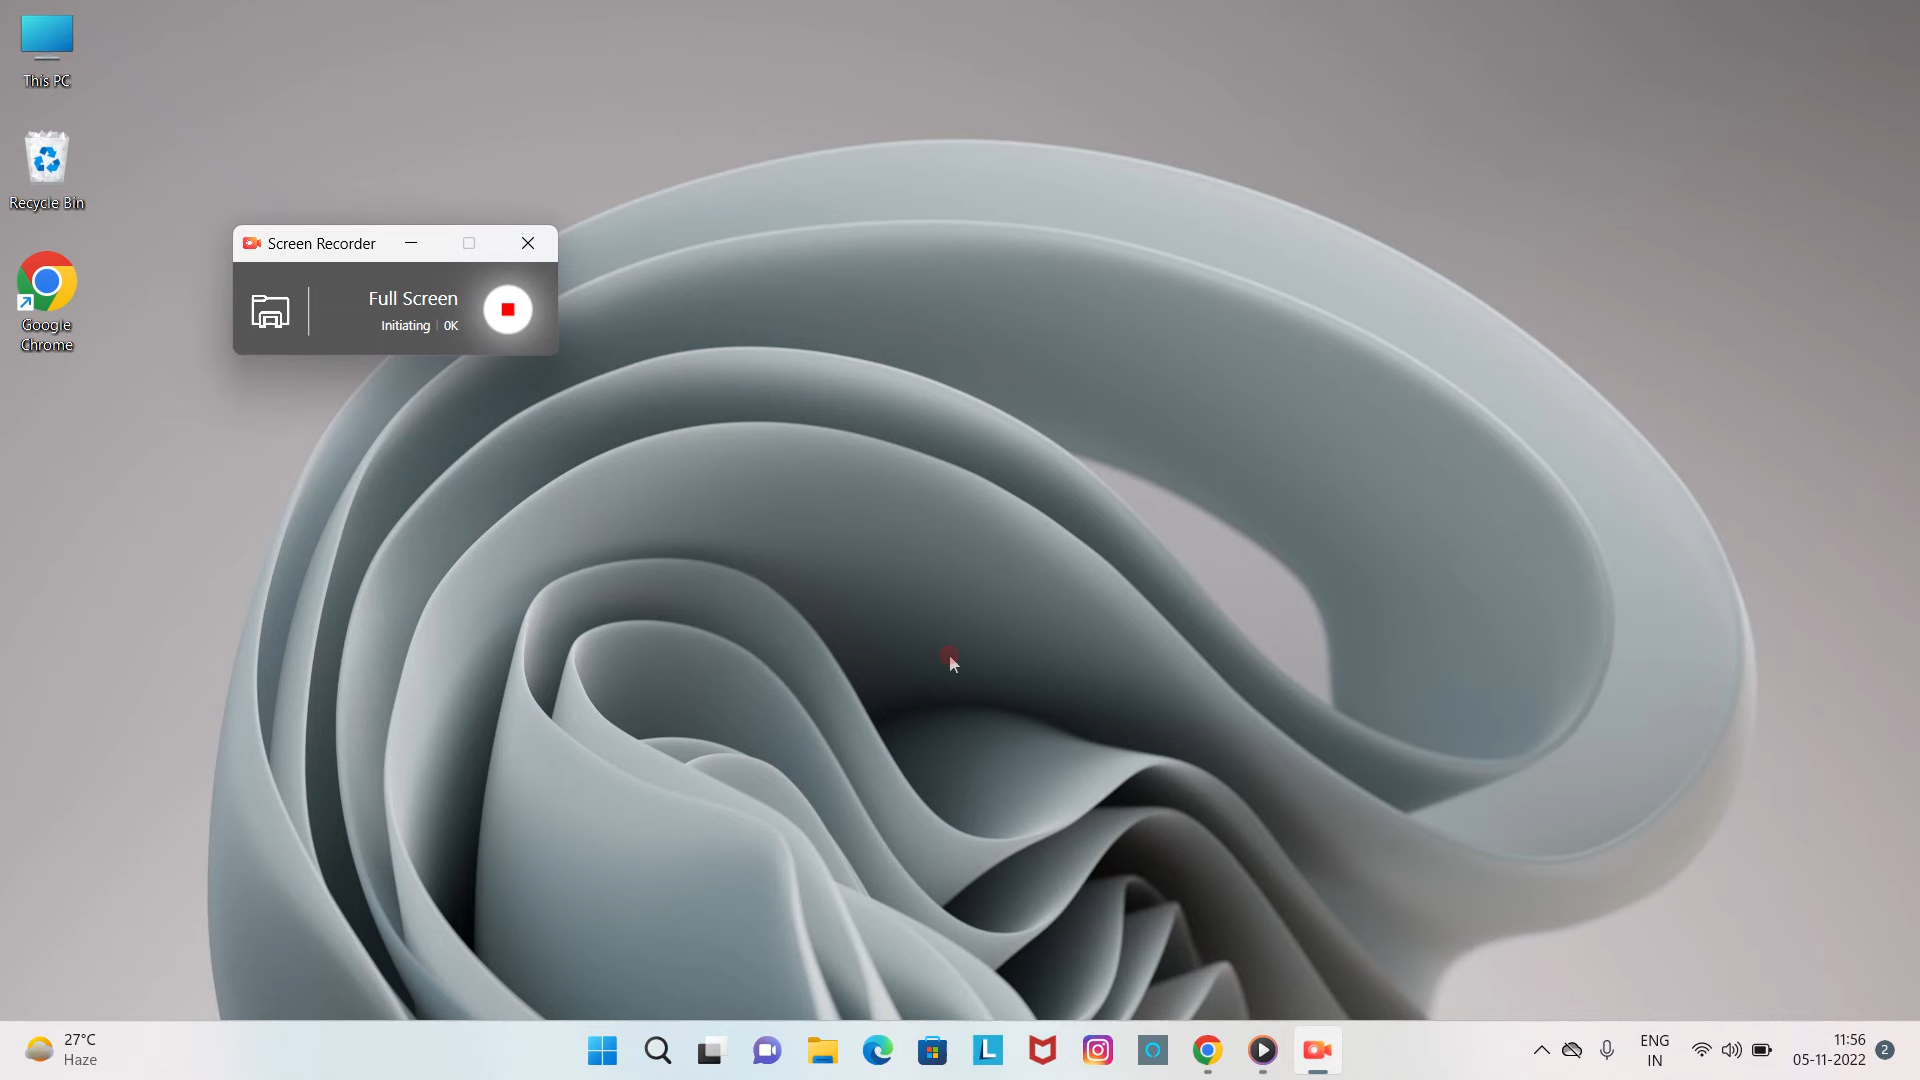 This PC
Recycle Bin
Google
Chrome
Screen Recorder
Full Screen
Initiating | 0K
27°C
Haze
ENG
IN
11:56
05-11-2022
2